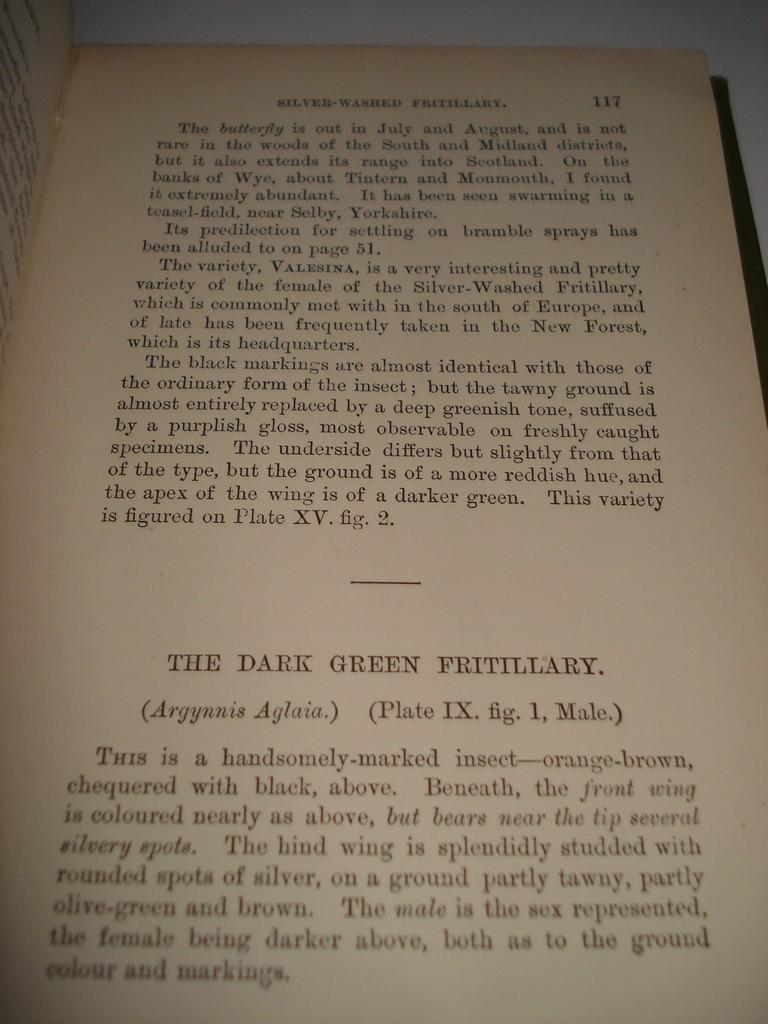 SILVER-WASHED FRITILLARY. 117
The butterfly is out in July and August, and is not
rare in the woods of the South and Midland districts,
but it also extends its range into Scotland. On the
banks of Wye, about Tintern and Monmouth, I found
it extremely abundant. It has been seen swarming in a
teasel-field, near Selby, Yorkshire.
Its predilection for settling on bramble sprays has
been alluded to on page 51.
The variety, VALESINA, is a very interesting and pretty
variety of the female of the Silver-Washed Fritillary,
which is commonly met with in the south of Europe, and
of late has been frequently taken in the New Forest,
which is its headquarters.
The black markings are almost identical with those of
the ordinary form of the insect; but the tawny ground is
almost entirely replaced by a deep greenish tone, suffused
by a purplish gloss, most observable on freshly caught
specimens. The underside differs but slightly from that
of the type, but the ground is of a more reddish hue, and
the apex of the wing is of a darker green. This variety
is figured on Plate XV. fig. 2.
THE DARK GREEN FRITILLARY.
(Argynnis Aglaia.) (Plate IX. fig. 1, Male.)
THIS is a handsomely-marked insect—orange-brown,
chequered with black, above. Beneath, the front wing
is coloured nearly as above, but bears near the tip several
silvery spots. The hind wing is splendidly studded with
rounded spots of silver, on a ground partly tawny, partly
olive-green and brown. The male is the sex represented,
the female being darker above, both as to the ground
colour and markings.